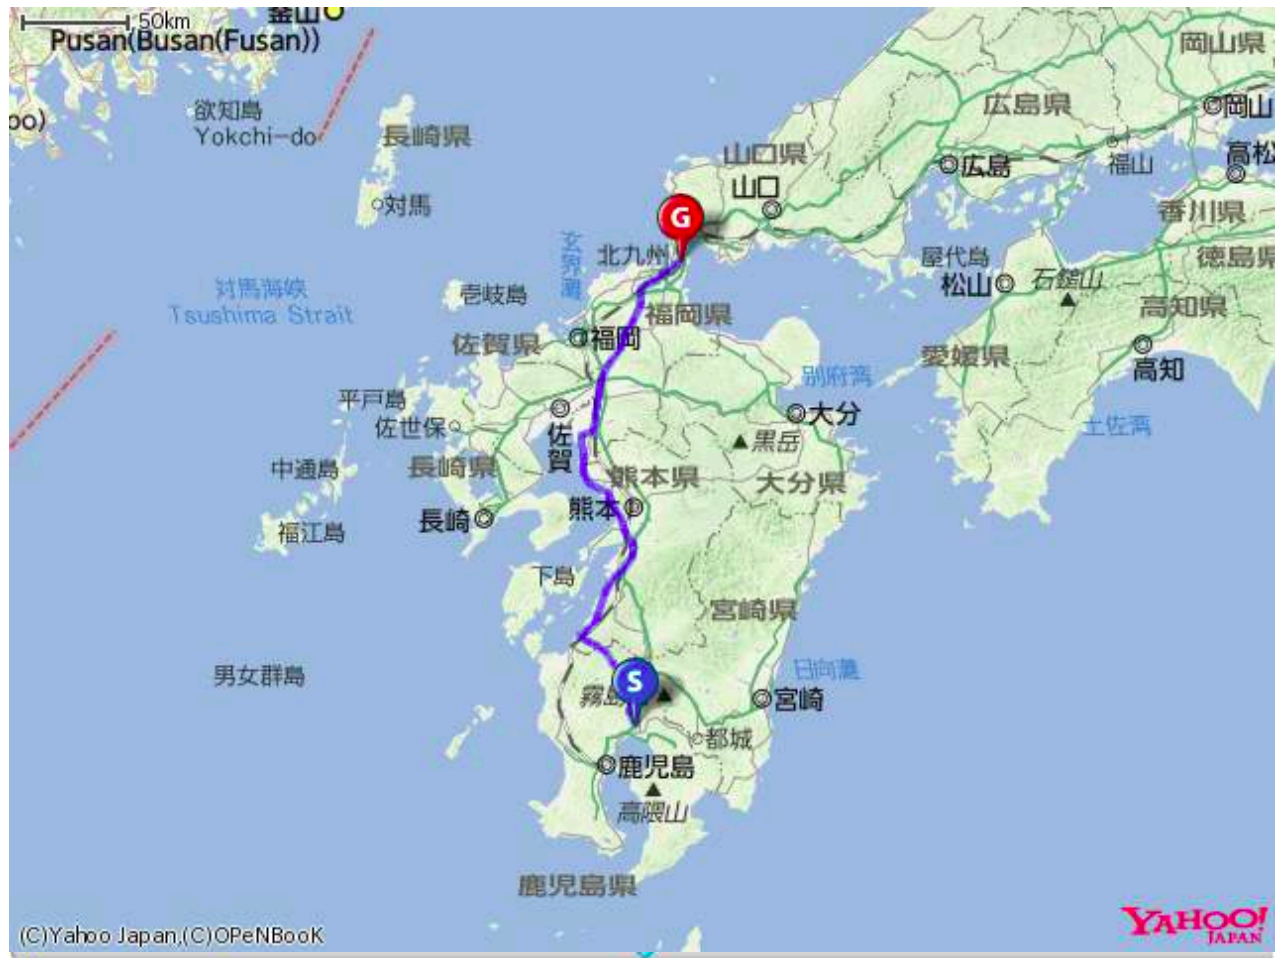 50km
釜山
Pusan(Busan(Fusan))
岡山県
欲知島
Yokchi-do
長崎県
広島県
岡山
山口県
広島
福山
高松
対馬
山口
香川県
G
玄界灘
北九州
屋代島
徳島県
対馬海峡
Tsushima Strait
壱岐島
松山
石鎚山
高知県
福岡県
佐賀県
福岡
愛媛県
高知
別府湾
平戸島
佐世保
佐賀
大分
黒岳
土佐湾
中通島
長崎県
熊本県
大分県
長崎
熊本
福江島
下島
宮崎県
男女群島
S
日向灘
霧島
宮崎
都城
鹿児島
高隈山
鹿児島県
(C)Yahoo Japan,(C)OPeNBooK
YAHOO!
JAPAN